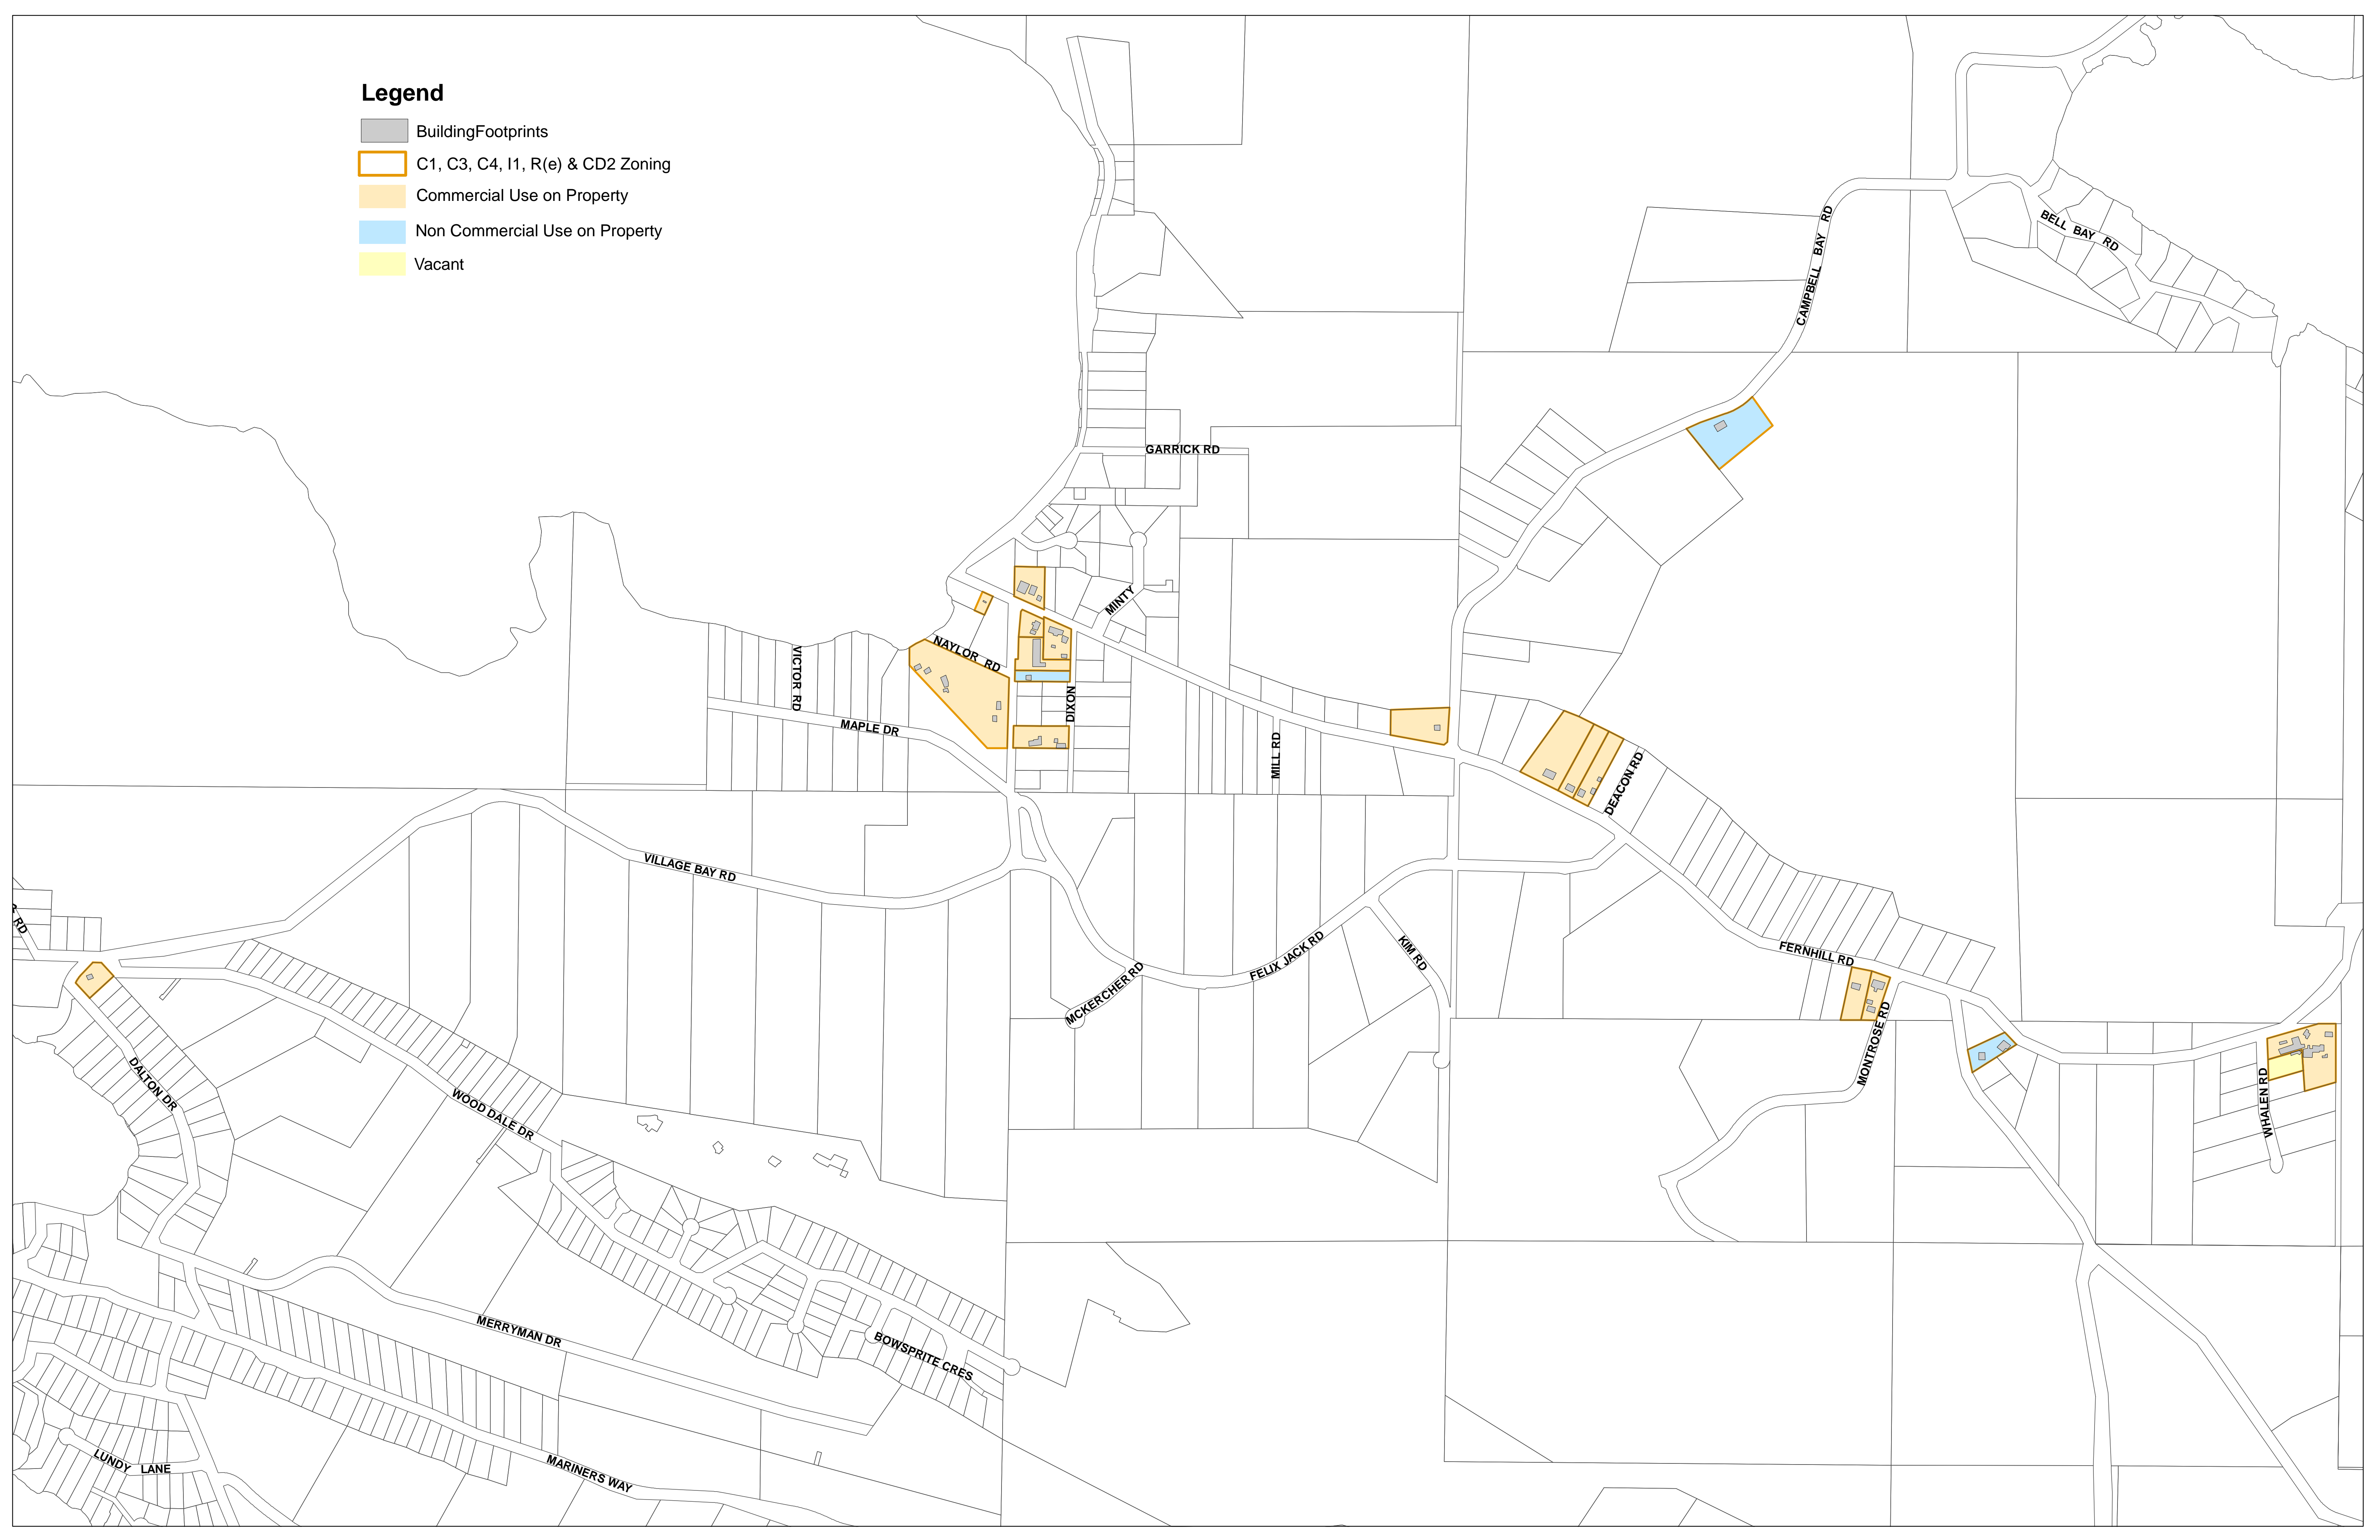 Legend
BuildingFootprints
C1, C3, C4, I1, R(e) & CD2 Zoning
Commercial Use on Property
Non Commercial Use on Property
Vacant
BELL BAY RD
CAMPBELL BAY RD
GARRICK RD
MINTY
NAYLOR RD
VICTOR RD
DIXON
MAPLE DR
MILL RD
DEACON RD
VILLAGE BAY RD
RD
FERNHILL RD
FELIX JACK RD
KIM RD
MCKERCHER RD
MONTROSE RD
DALTON DR
WOOD DALE DR
WHALEN RD
MERRYMAN DR
BOWSPRITE CRES
LUNDY LANE
MARINERS WAY